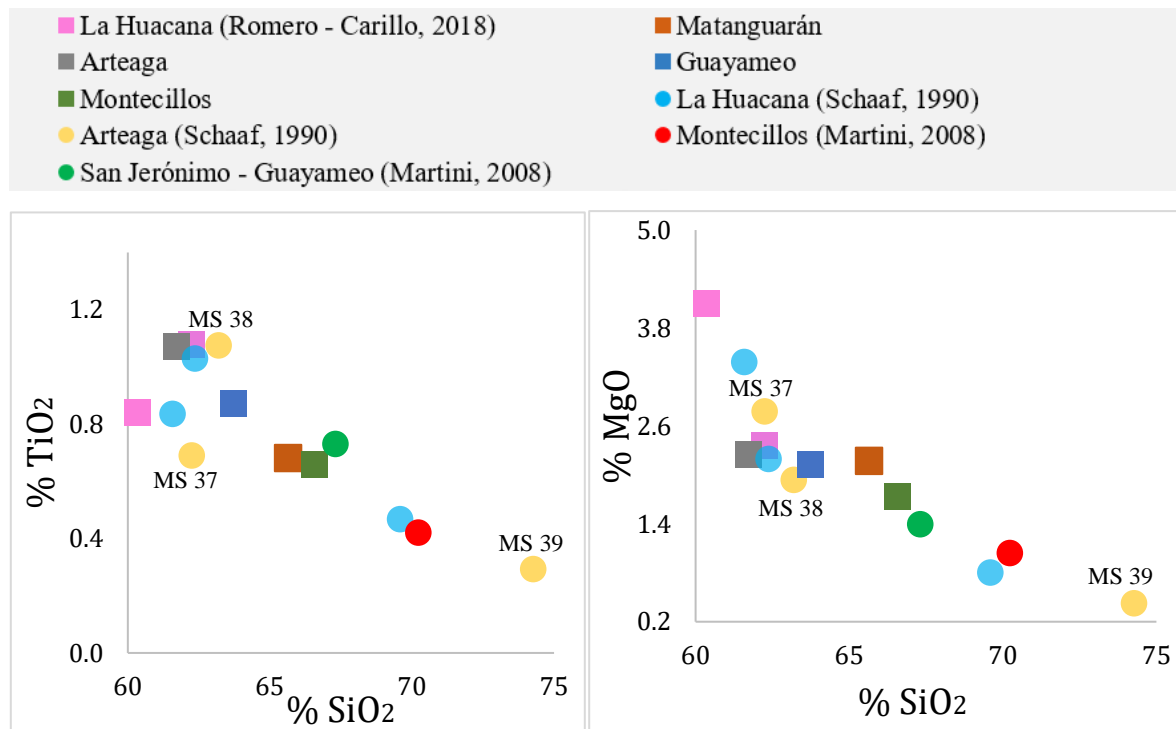 La Huacana (Romero - Carillo, 2018)
Matanguarán
Arteaga
Guayameo
Montecillos
La Huacana (Schaaf, 1990)
Arteaga (Schaaf, 1990)
Montecillos (Martini, 2008)
San Jerónimo - Guayameo (Martini, 2008)
% TiO2
1.2
0.8
0.4
0.0
MS 38
MS 37
MS 39
60
65
70
75
% SiO2
% MgO
5.0
3.8
2.6
1.4
0.2
MS 37
MS 38
MS 39
60
65
70
75
% SiO2